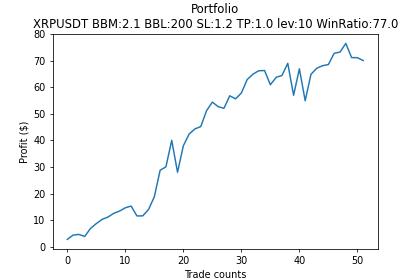 Portfolio
XRPUSDT BBM:2.1 BBL:200 SL:1.2 TP:1.0 lev:10 WinRatio:77.0
80
70
60
50
40
30
20
10
0
Profit ($)
0 10 20 30 40 50
Trade counts